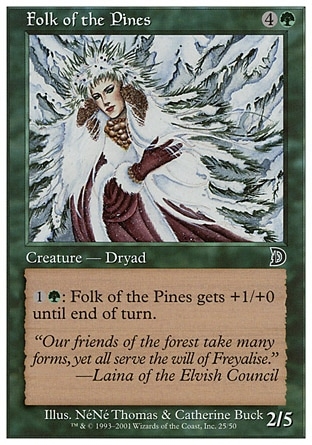 Folk of the Pines 4
Creature — Dryad D
1 : Folk of the Pines gets +1/+0
until end of turn.
“Our friends of the forest take many
forms, yet all serve the will of Freyalise.”
—Laina of the Elvish Council
2/5
Illus. NéNé Thomas & Catherine Buck
™ & © 1993–2001 Wizards of the Coast, Inc. 25/50